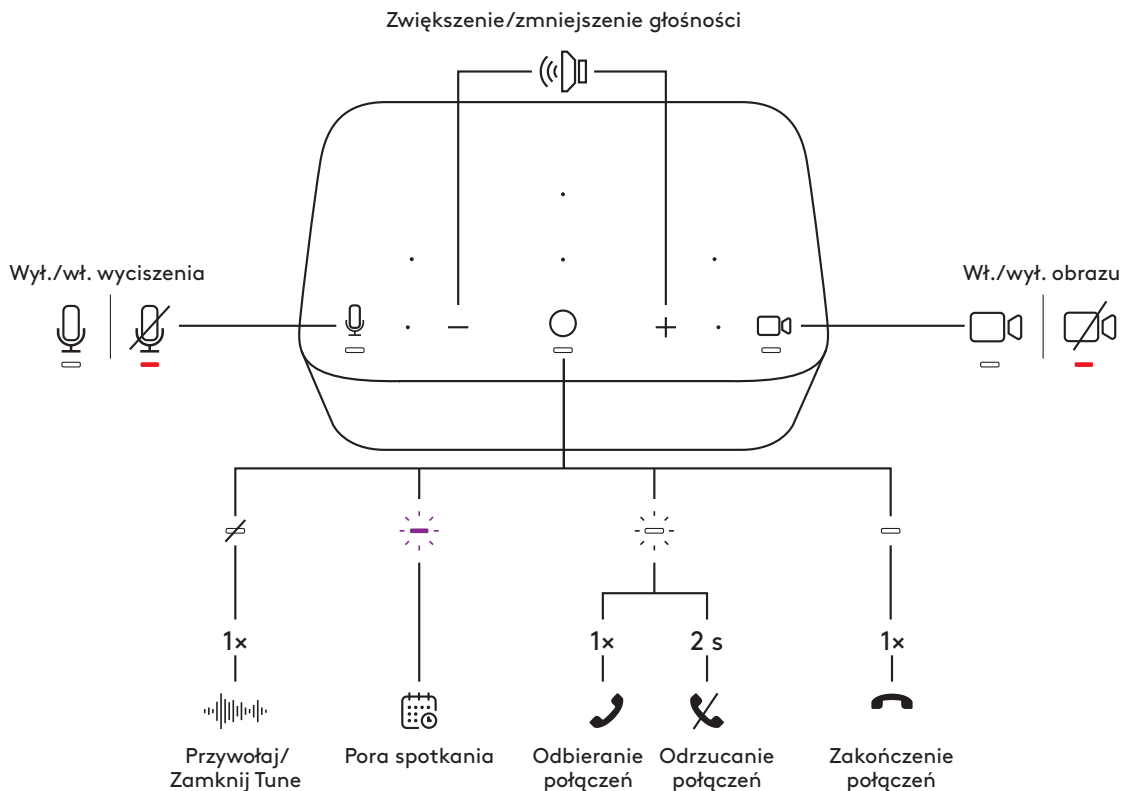 Zwiększenie/zmniejszenie głośności
Wył./wł. wyciszenia
Wł./wył. obrazu
1×
1×
2 s
1×
Przywołaj/
Zamknij Tune
Pora spotkania
Odbieranie
połączeń
Odrzucanie
połączeń
Zakończenie
połączeń